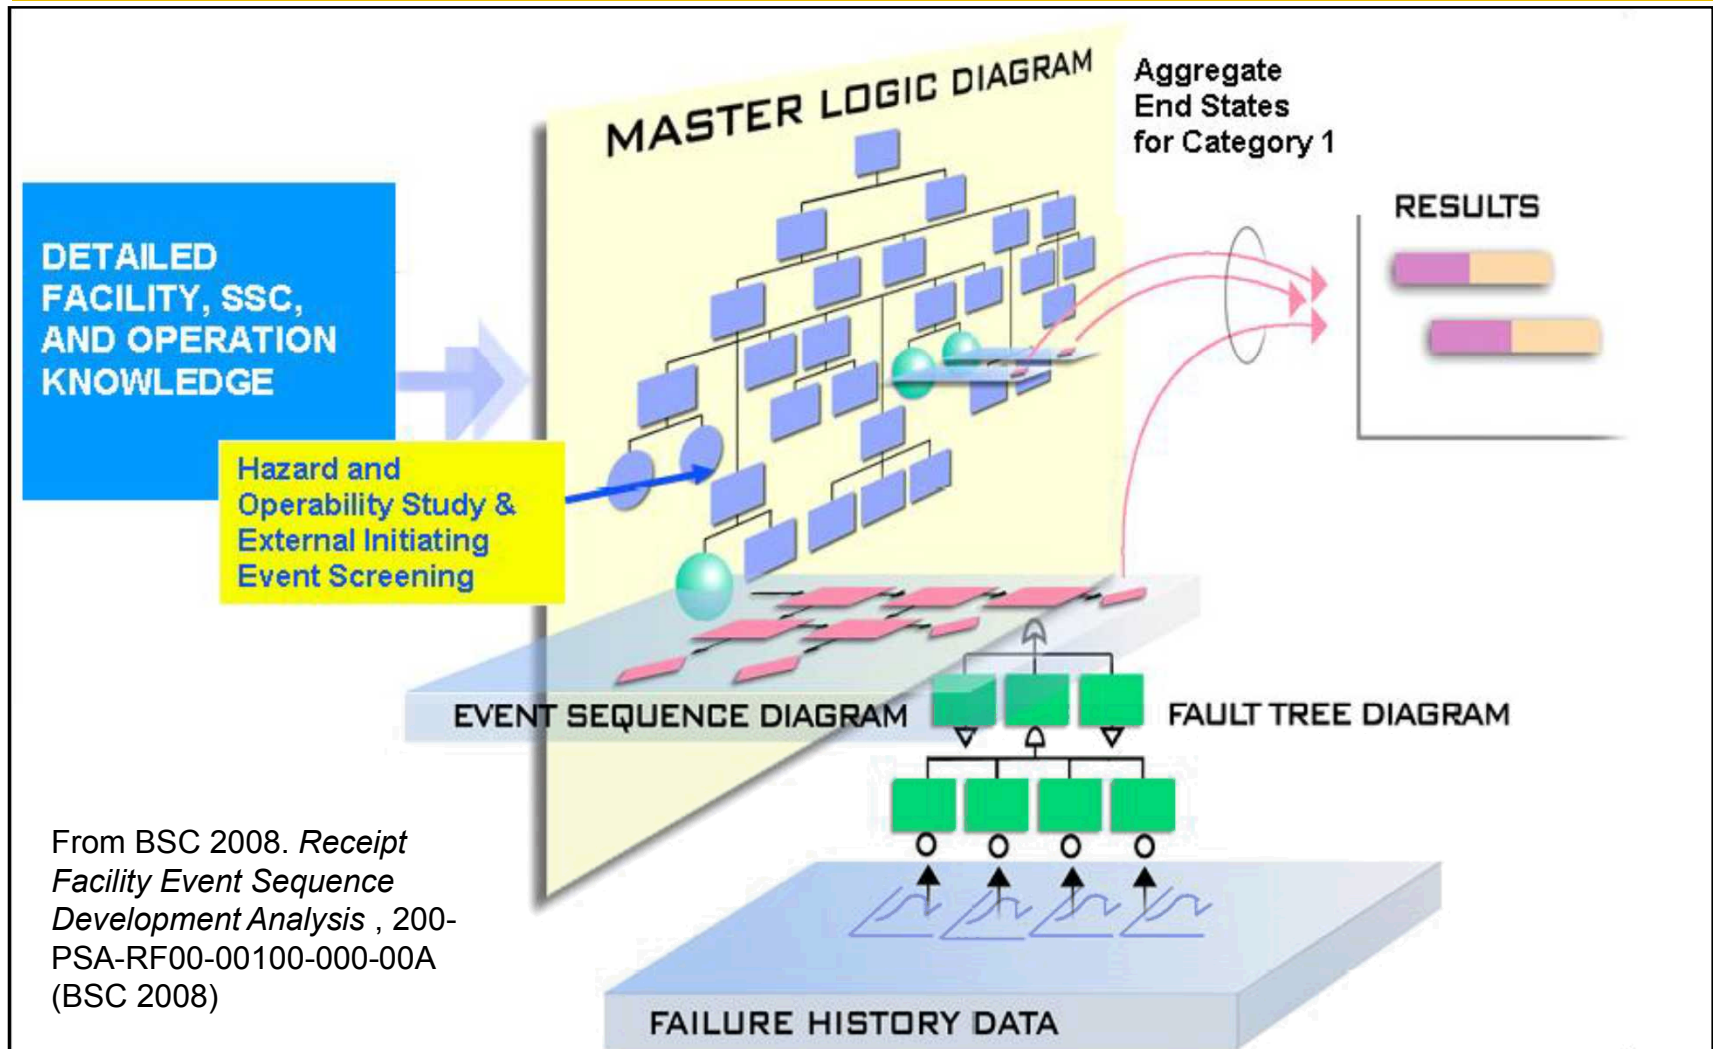 MASTER LOGIC DIAGRAM
Aggregate
End States
for Category 1
RESULTS
DETAILED
FACILITY, SSC,
AND OPERATION
KNOWLEDGE
Hazard and
Operability Study &
External Initiating
Event Screening
EVENT SEQUENCE DIAGRAM
FAULT TREE DIAGRAM
From BSC 2008. Receipt
Facility Event Sequence
Development Analysis , 200-
PSA-RF00-00100-000-00A
(BSC 2008)
FAILURE HISTORY DATA